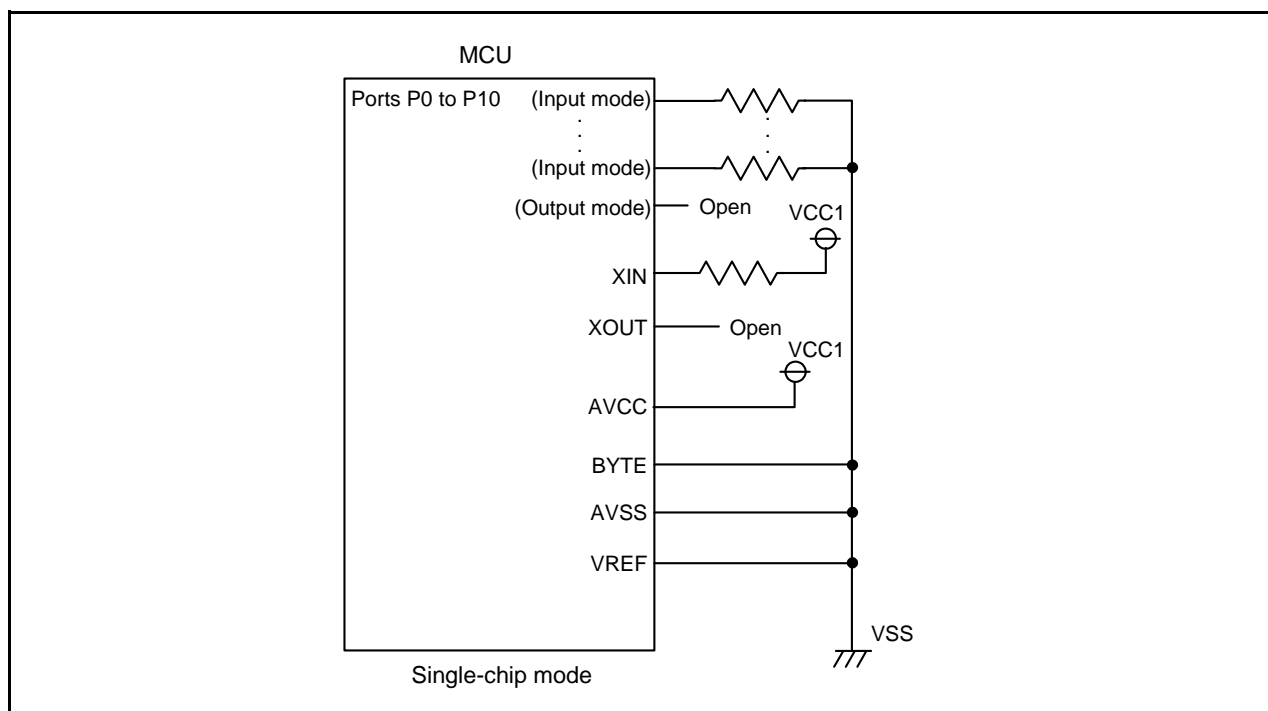 MCU
Ports P0 to P10 (Input mode)
(Input mode)
(Output mode) Open
VCC1
XIN
XOUT Open
VCC1
AVCC
BYTE
AVSS
VREF
VSS
Single-chip mode